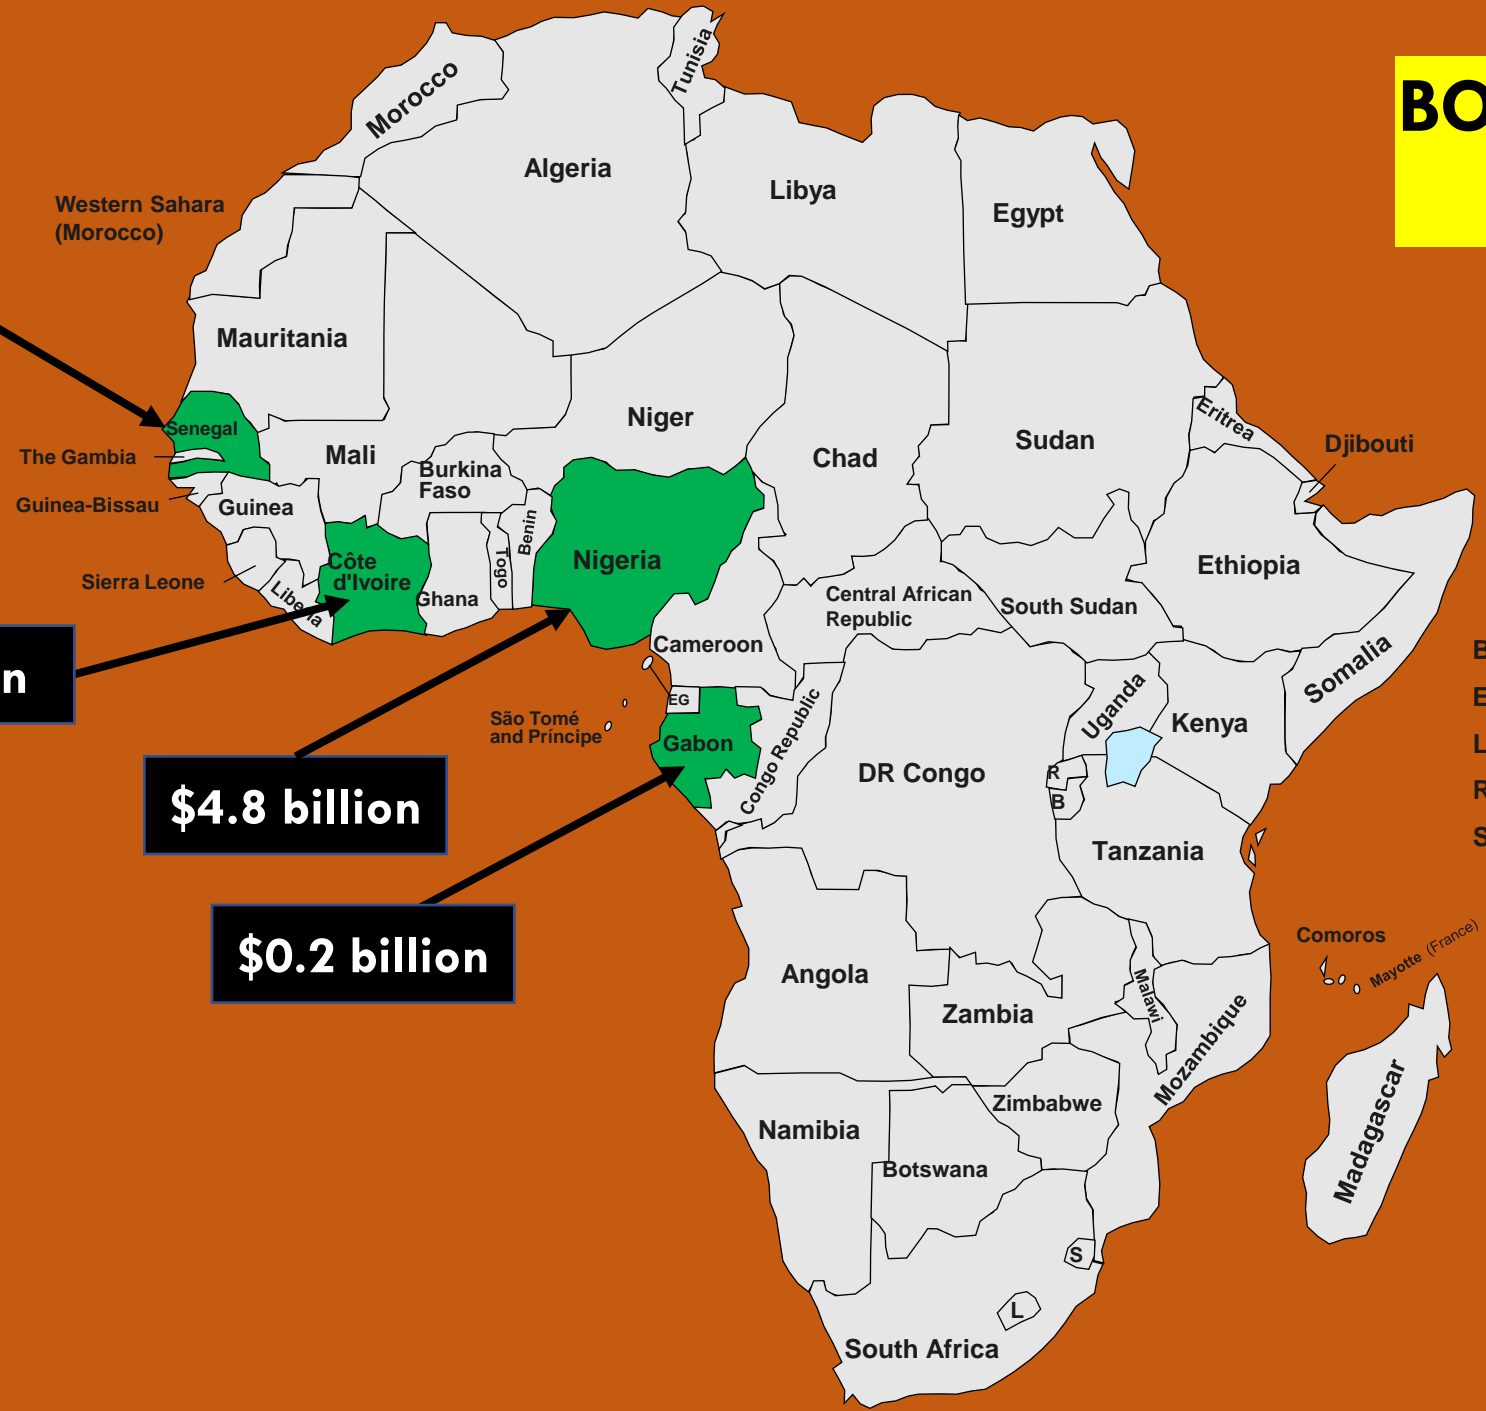 BO
Tunisia
Morocco
Algeria
Libya
Egypt
Western Sahara
(Morocco)
Mauritania
Niger
Mali
Chad
Sudan
Eritrea
Djibouti
Senegal
The Gambia
Guinea-Bissau
Guinea
Burkina
Faso
Benin
Togo
Nigeria
Côte
d'Ivoire
Ghana
Sierra Leone
Liberia
Ethiopia
Central African
Republic
South Sudan
Cameroon
Somalia
n
EG
São Tomé
and Príncipe
Gabon
Congo Republic
DR Congo
Uganda
Kenya
R
B
B
E
L
R
S
$4.8 billion
Tanzania
$0.2 billion
Comoros
Mayotte (France)
Angola
Zambia
Malawi
Mozambique
Madagascar
Zimbabwe
Namibia
Botswana
S
L
South Africa